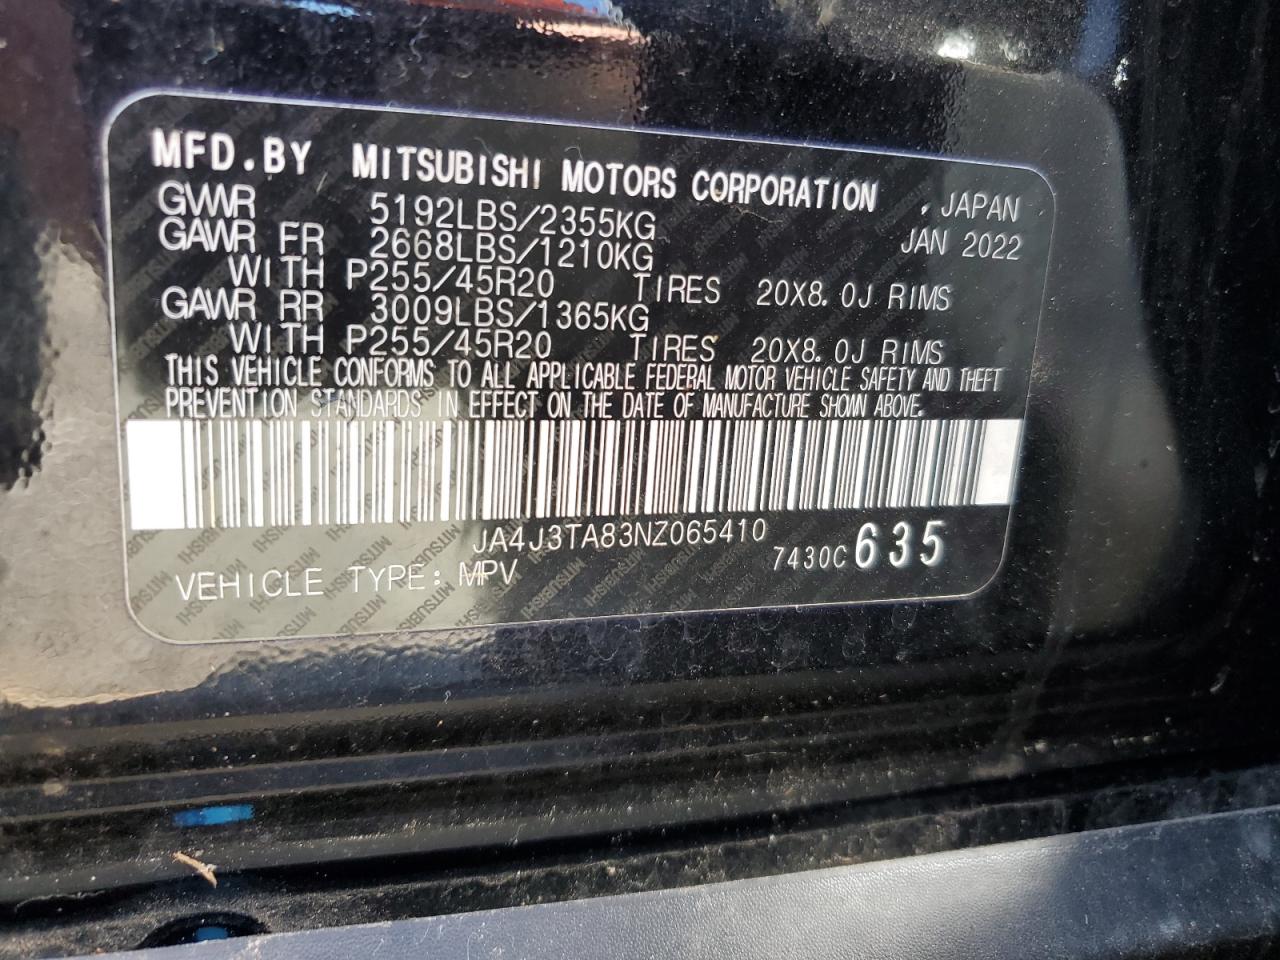 MFD.BY MITSUBISHI MOTORS CORPORATION , JAPAN
GVWR 5192LBS/2355KG JAN 2022
GAWR FR 2668LBS/1210KG
WITH P255/45R20 TIRES 20X8.0J RIMS
GAWR RR 3009LBS/1365KG
WITH P255/45R20 TIRES 20X8.0J RIMS
THIS VEHICLE CONFORMS TO ALL APPLICABLE FEDERAL MOTOR VEHICLE SAFETY AND THEFT
PREVENTION STANDARDS IN EFFECT ON THE DATE OF MANUFACTURE SHOWN ABOVE.
JA4J3TA83NZ065410
7430C 635
VEHICLE TYPE: MPV